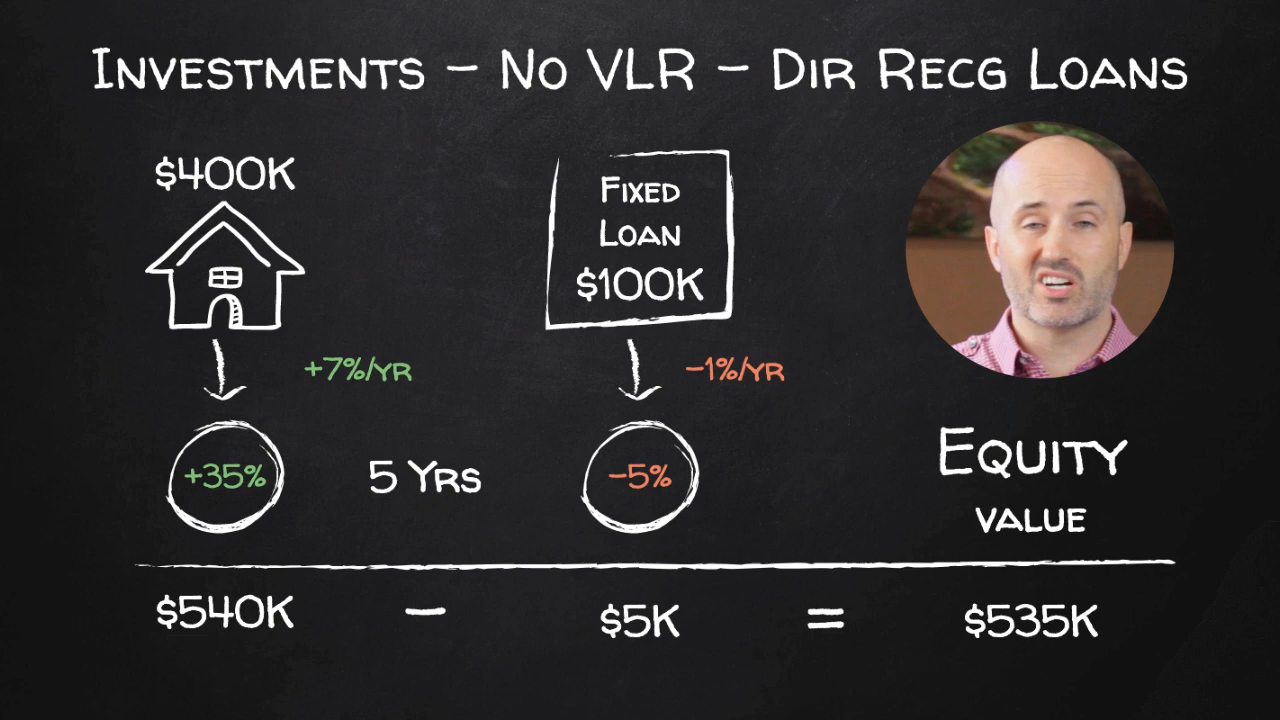 Investments – No VLR – Dir Recg Loans
$400K
Fixed
Loan
$100K
+7%/yr
-1%/yr
+35%
5 Yrs
-5%
Equity
value
$540K – $5K = $535K